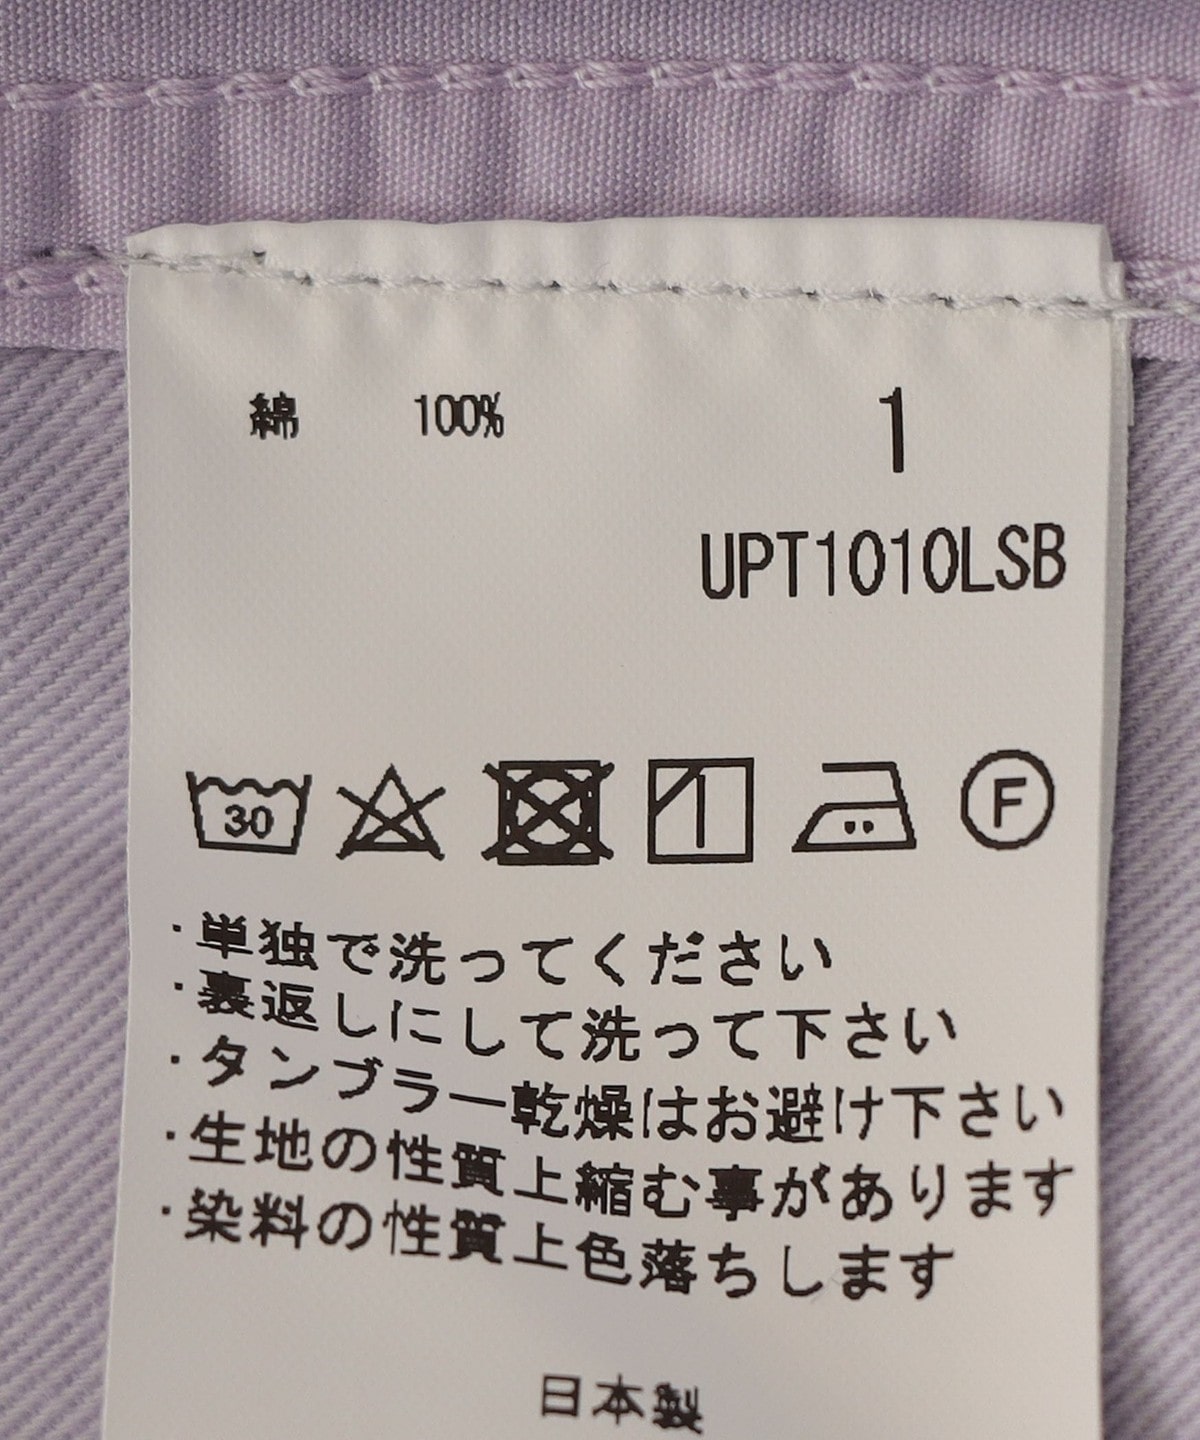 綿 100% 1
UPT1010LSB
30 F
・単独で洗ってください
・裏返しにして洗って下さい
・タンブラー乾燥はお避け下さい
・生地の性質上縮む事があります
・染料の性質上色落ちします
日本製